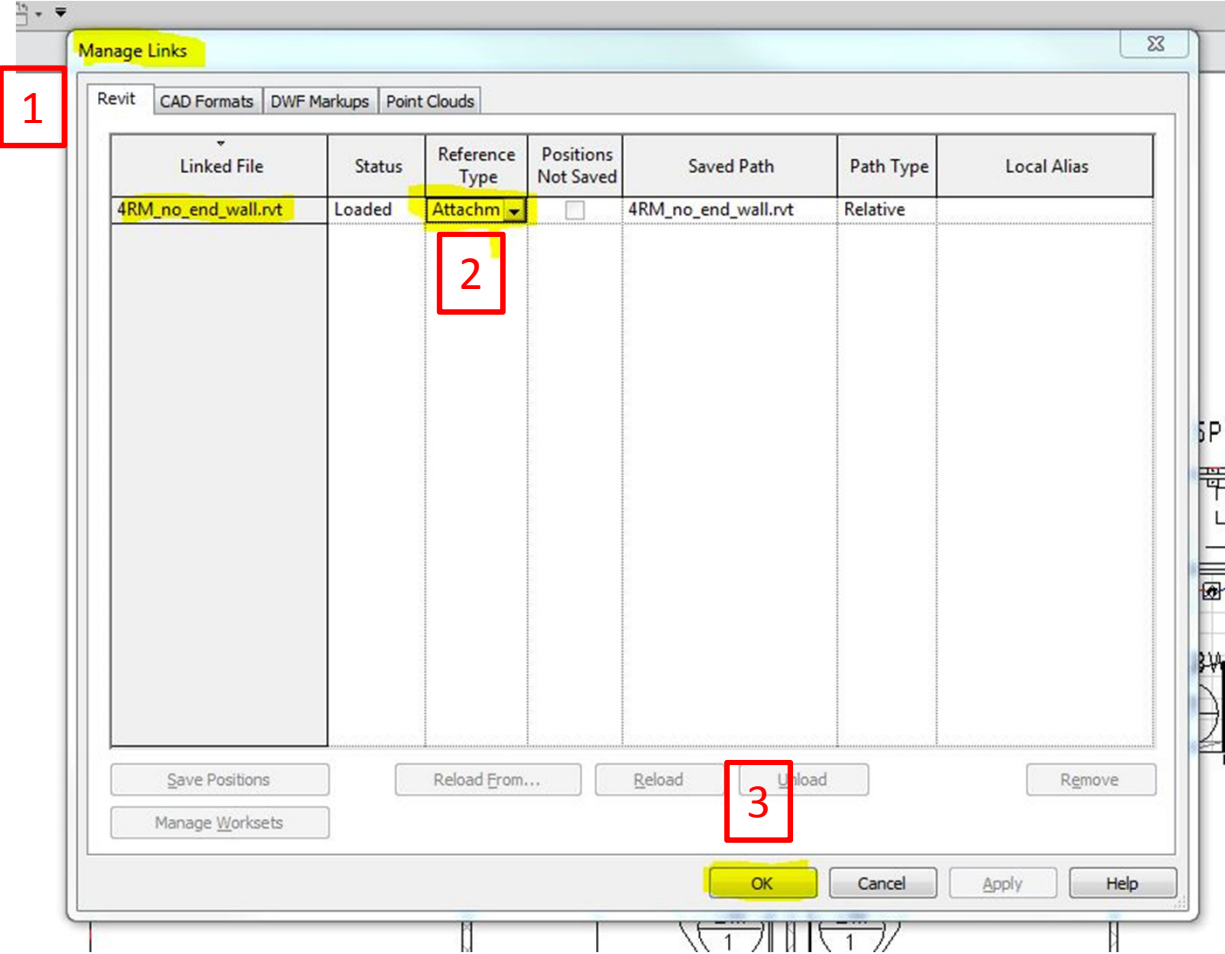 Manage Links
1
Revit CAD Formats DWF Markups Point Clouds
Linked File Status Reference Type Positions Not Saved Saved Path Path Type Local Alias
4RM_no_end_wall.rvt Loaded Attachm 4RM_no_end_wall.rvt Relative
2
Save Positions Reload From... Reload Unload Remove
3
Manage Worksets
OK Cancel Apply Help
1 1